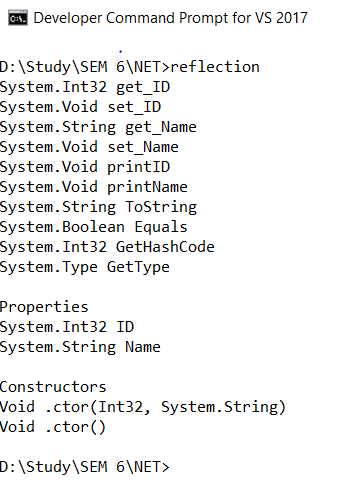 Developer Command Prompt for VS 2017
D:\Study\SEM 6\NET>reflection
System.Int32 get_ID
System.Void set_ID
System.String get_Name
System.Void set_Name
System.Void printID
System.Void printName
System.String ToString
System.Boolean Equals
System.Int32 GetHashCode
System.Type GetType
Properties
System.Int32 ID
System.String Name
Constructors
Void .ctor(Int32, System.String)
Void .ctor()
D:\Study\SEM 6\NET>